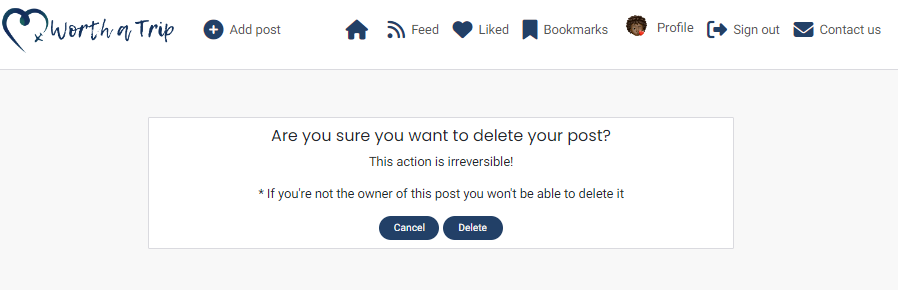 Worth a Trip
Add post
Feed
Liked
Bookmarks
Profile
Sign out
Contact us
Are you sure you want to delete your post?
This action is irreversible!
* If you're not the owner of this post you won't be able to delete it
Cancel
Delete